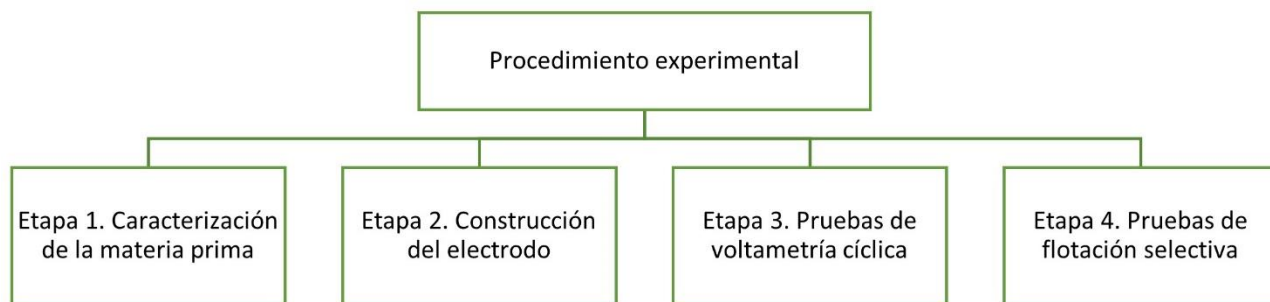 Procedimiento experimental
Etapa 1. Caracterización
de la materia prima
Etapa 2. Construcción
del electrodo
Etapa 3. Pruebas de
voltametría cíclica
Etapa 4. Pruebas de
flotación selectiva